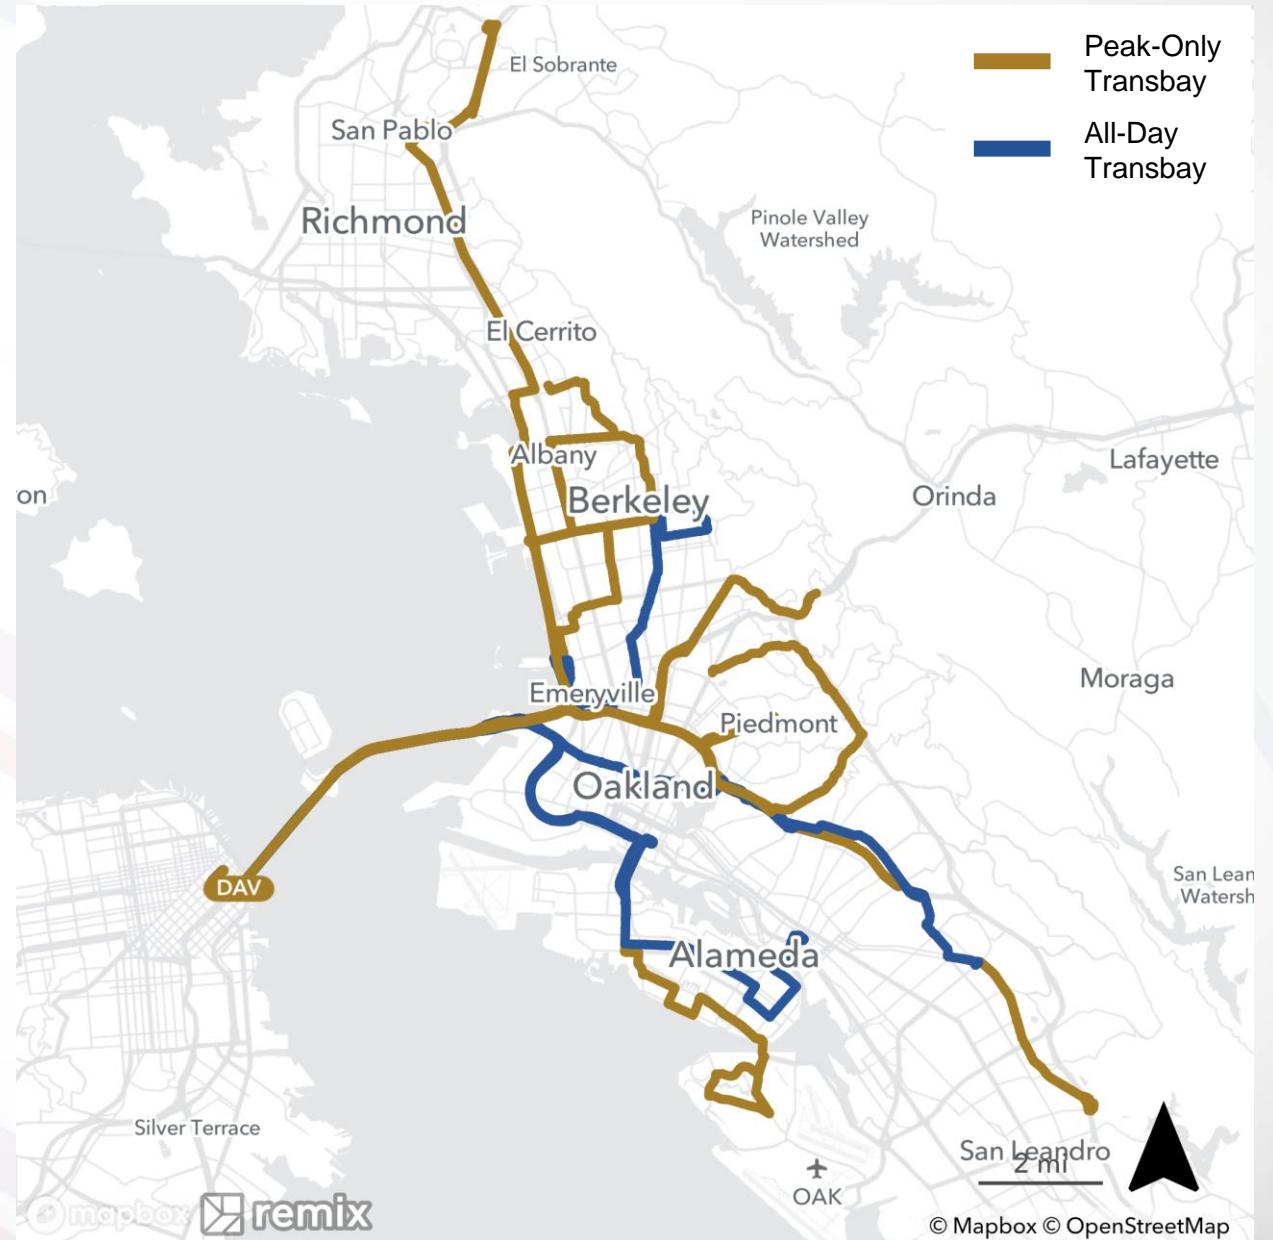 Peak-Only
Transbay
All-Day
Transbay
El Sobrante
San Pablo
Richmond
Pinole Valley
Watershed
El Cerrito
Albany
Berkeley
Lafayette
Orinda
on
Emeryville
Piedmont
Moraga
Oakland
DAV
San Lean
Watersh
Alameda
Silver Terrace
San Leandro
2 mi
OAK
mapbox
remix
© Mapbox © OpenStreetMap